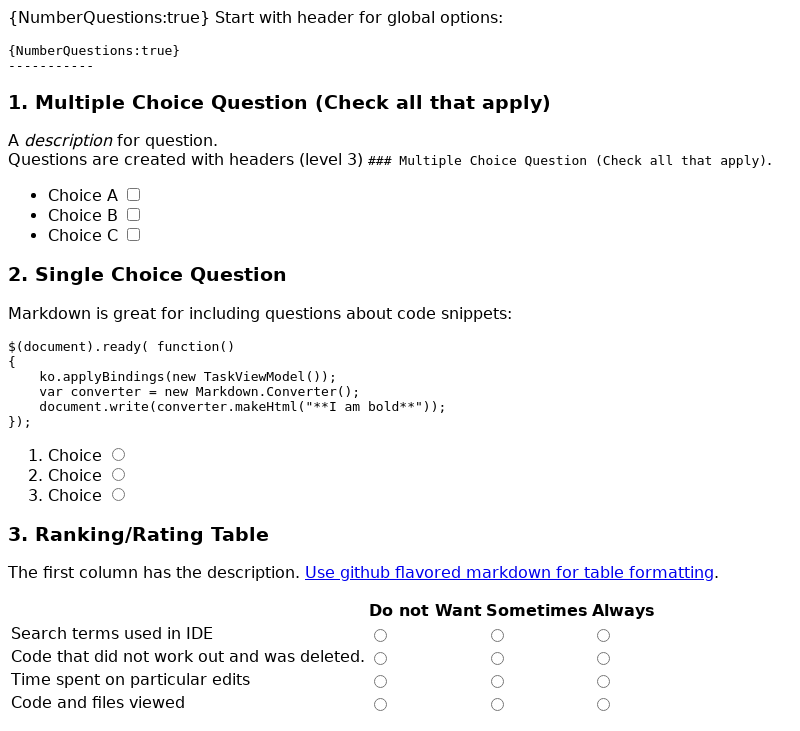 {NumberQuestions:true} Start with header for global options:
{NumberQuestions:true}
-----------
1. Multiple Choice Question (Check all that apply)
A description for question.
Questions are created with headers (level 3) ### Multiple Choice Question (Check all that apply).
• Choice A
• Choice B
• Choice C
2. Single Choice Question
Markdown is great for including questions about code snippets:
$(document).ready( function()
{
    ko.applyBindings(new TaskViewModel());
    var converter = new Markdown.Converter();
    document.write(converter.makeHtml("**I am bold**"));
});
1. Choice
2. Choice
3. Choice
3. Ranking/Rating Table
The first column has the description. Use github flavored markdown for table formatting.
Do not Want Sometimes Always
Search terms used in IDE
Code that did not work out and was deleted.
Time spent on particular edits
Code and files viewed